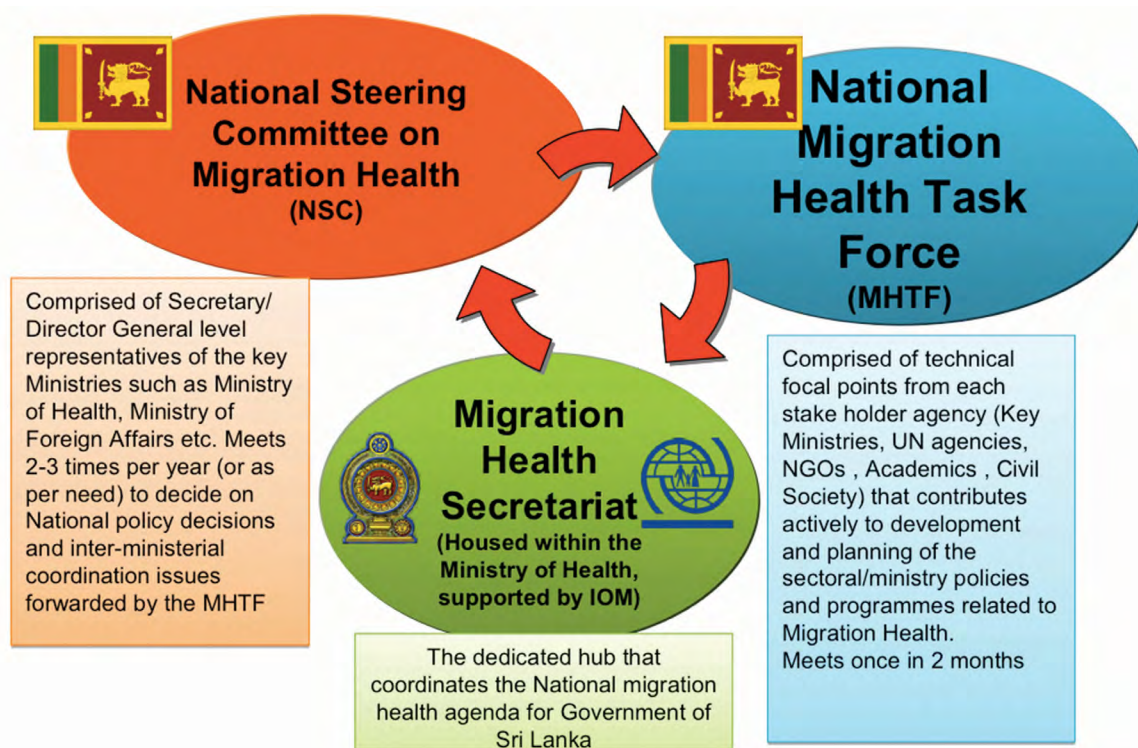 National Steering
Committee on
Migration Health
(NSC)
National
Migration
Health Task
Force
(MHTF)
Comprised of Secretary/
Director General level
representatives of the key
Ministries such as Ministry
of Health, Ministry of
Foreign Affairs etc. Meets
2-3 times per year (or as
per need) to decide on
National policy decisions
and inter-ministerial
coordination issues
forwarded by the MHTF
Migration
Health
Secretariat
(Housed within the
Ministry of Health,
supported by IOM)
The dedicated hub that
coordinates the National migration
health agenda for Government of
Sri Lanka
Comprised of technical
focal points from each
stake holder agency (Key
Ministries, UN agencies,
NGOs , Academics , Civil
Society) that contributes
actively to development
and planning of the
sectoral/ministry policies
and programmes related to
Migration Health.
Meets once in 2 months